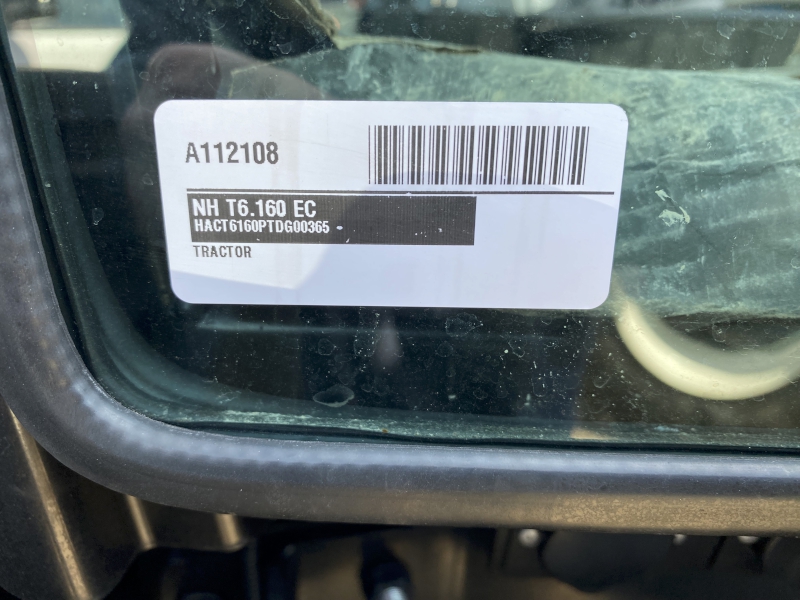 A112108
NH T6.160 EC
HACT6160PTDG00365 -
TRACTOR